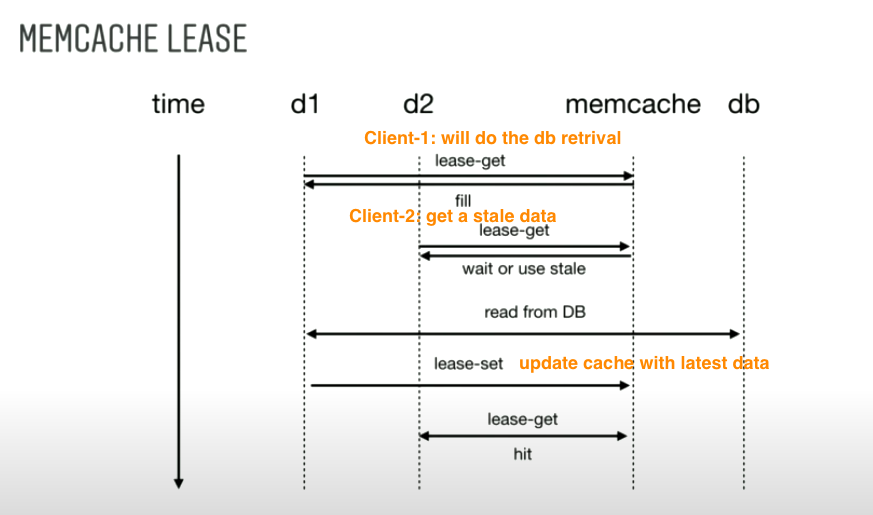 MEMCACHE LEASE
time d1 d2 memcache db
Client-1: will do the db retrival
lease-get
fill
Client-2: get a stale data
lease-get
wait or use stale
read from DB
lease-set update cache with latest data
lease-get
hit